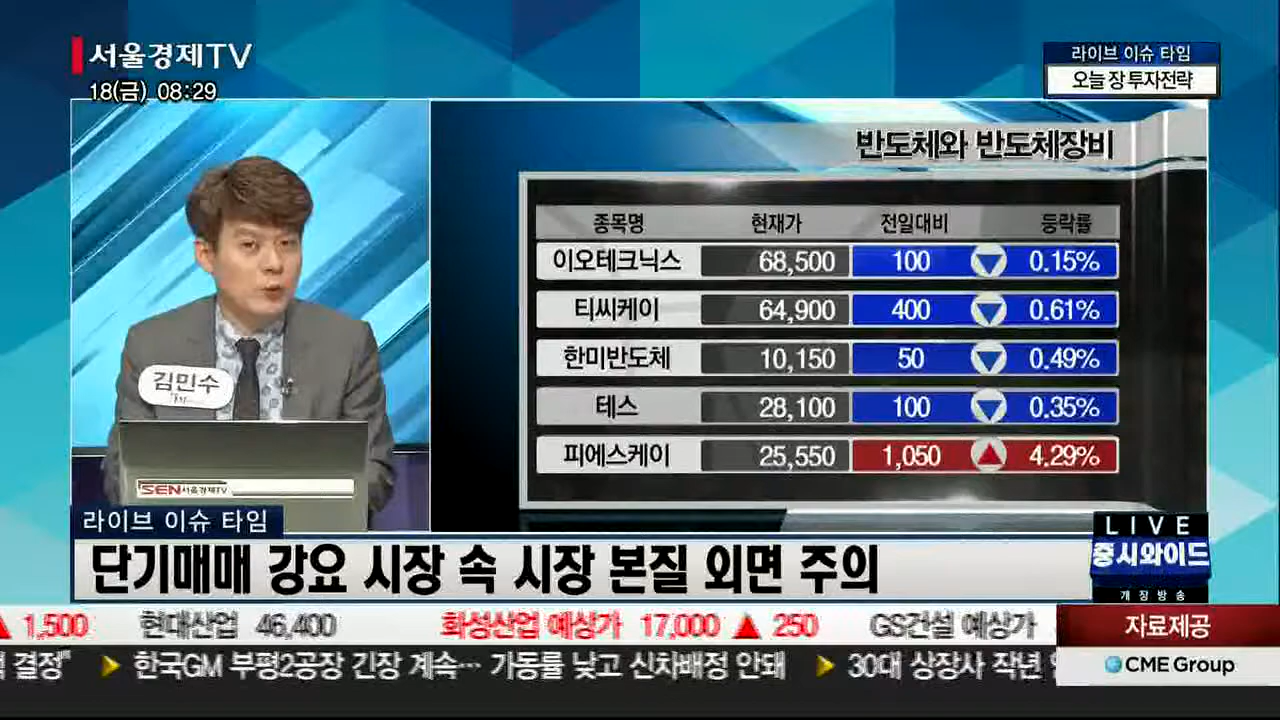 서울경제TV
18(금) 08:29
라이브 이슈 타임
오늘 장 투자전략
반도체와 반도체장비
종목명 현재가 전일대비 등락률
이오테크닉스 68,500 100 ▼ 0.15%
티씨케이 64,900 400 ▼ 0.61%
한미반도체 10,150 50 ▼ 0.49%
테스 28,100 100 ▼ 0.35%
피에스케이 25,550 1,050 ▲ 4.29%
김민수
SEN 서울경제TV
라이브 이슈 타임
단기매매 강요 시장 속 시장 본질 외면 주의
LIVE
증시와이드
개장방송
▲ 1,500 현대산업 46,400 화성산업 예상가 17,000 ▲ 250 GS건설 예상가
자료제공
결정" ▶ 한국GM 부평2공장 긴장 계속… 가동률 낮고 신차배정 안돼 ▶ 30대 상장사 작년
CME Group